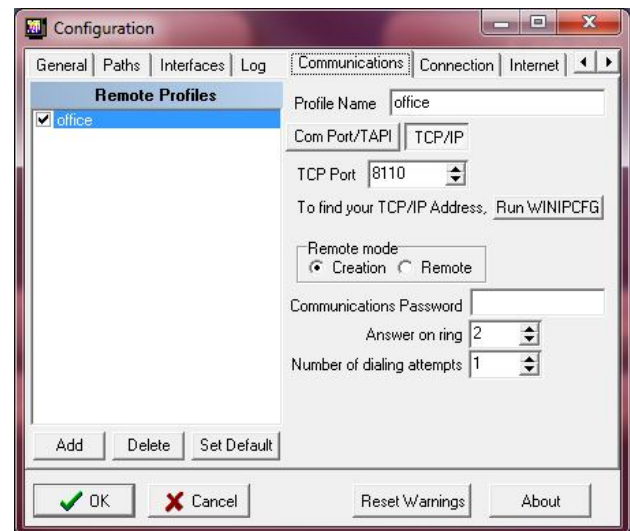 Configuration
General Paths Interfaces Log Communications Connection Internet
Remote Profiles
office
Profile Name office
Com Port/TAPI TCP/IP
TCP Port 8110
To find your TCP/IP Address, Run WINIPCFG
Remote mode
Creation Remote
Communications Password
Answer on ring 2
Number of dialing attempts 1
Add Delete Set Default
OK Cancel Reset Warnings About